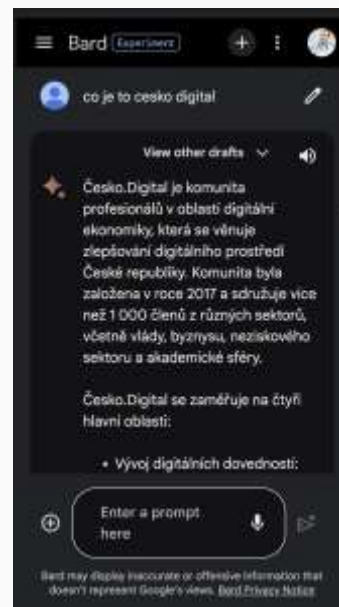 Bard Experiment
co je to cesko digital
View other drafts
Česko.Digital je komunita
profesionálů v oblasti digitální
ekonomiky, která se věnuje
zlepšování digitálního prostředí
České republiky. Komunita byla
založena v roce 2017 a sdružuje více
než 1 000 členů z různých sektorů,
včetně vlády, byznysu, neziskového
sektoru a akademické sféry.
Česko.Digital se zaměřuje na čtyři
hlavní oblasti:
• Vývoj digitálních dovedností:
Enter a prompt
here
Bard may display inaccurate or offensive information that
doesn't represent Google's views. Bard Privacy Notice